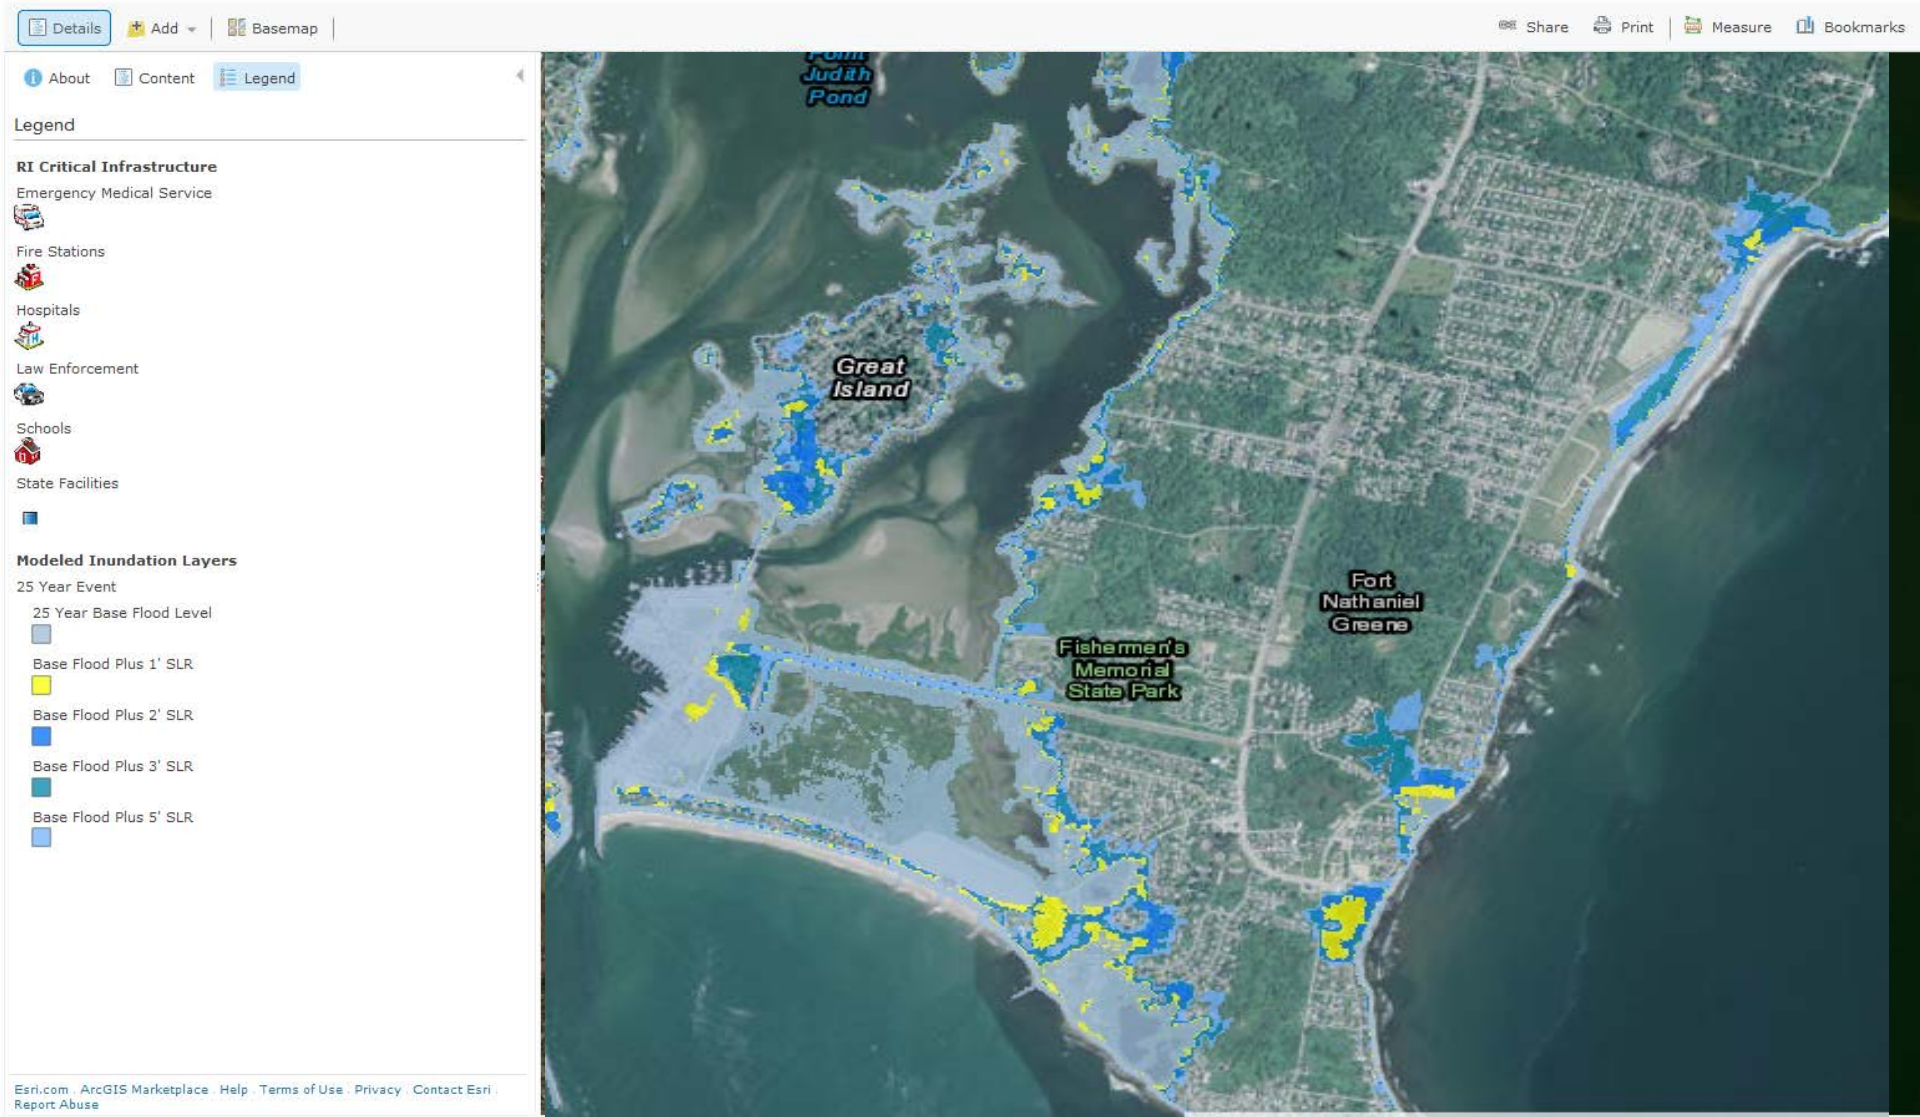 Details
Add
Basemap
Share
Print
Measure
Bookmarks
About
Content
Legend
Legend
RI Critical Infrastructure
Emergency Medical Service
Fire Stations
Hospitals
Law Enforcement
Schools
State Facilities
Modeled Inundation Layers
25 Year Event
25 Year Base Flood Level
Base Flood Plus 1' SLR
Base Flood Plus 2' SLR
Base Flood Plus 3' SLR
Base Flood Plus 5' SLR
Esri.com . ArcGIS Marketplace . Help . Terms of Use . Privacy . Contact Esri .
Report Abuse
Point
Judith
Pond
Great
Island
Fort
Nathaniel
Greene
Fishermen's
Memorial
State Park